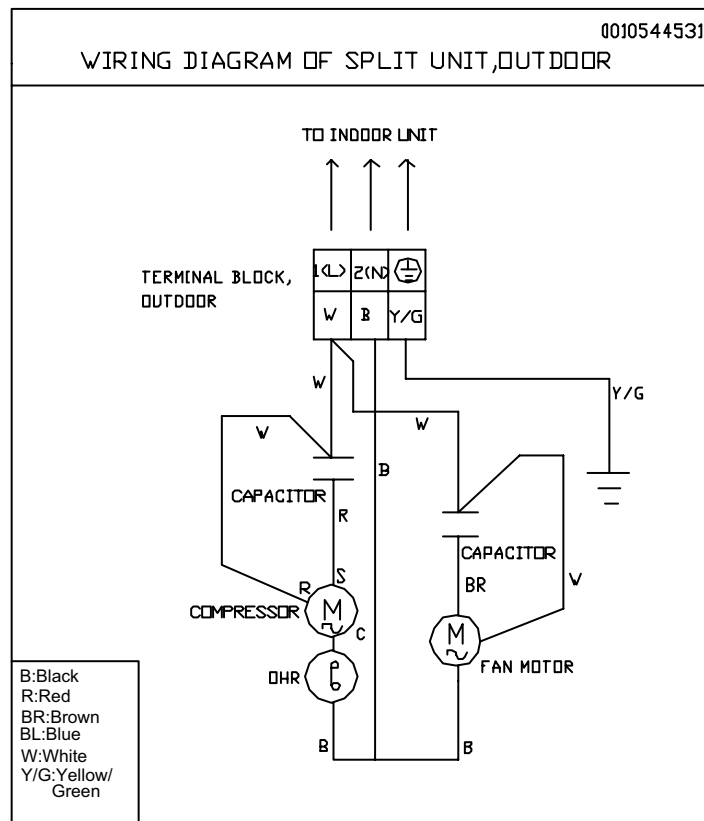 0010544531
WIRING DIAGRAM OF SPLIT UNIT,OUTDOOR
TO INDOOR UNIT
TERMINAL BLOCK,
OUTDOOR
1(L) 2(N)
W B Y/G
W
Y/G
W
W
B
CAPACITOR
R
CAPACITOR
S
BR
W
R
COMPRESSOR
M
C
M
FAN MOTOR
OHR
B
B
B:Black
R:Red
BR:Brown
BL:Blue
W:White
Y/G:Yellow/
Green